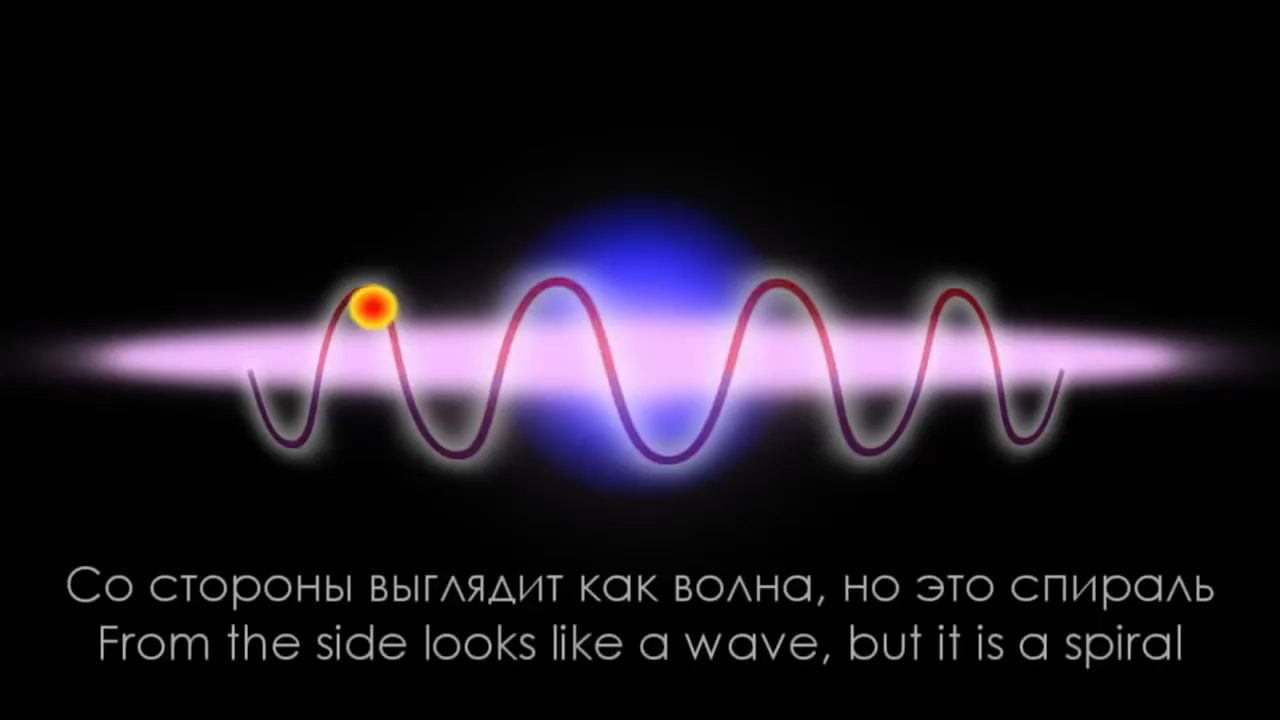 Со стороны выглядит как волна, но это спираль
From the side looks like a wave, but it is a spiral